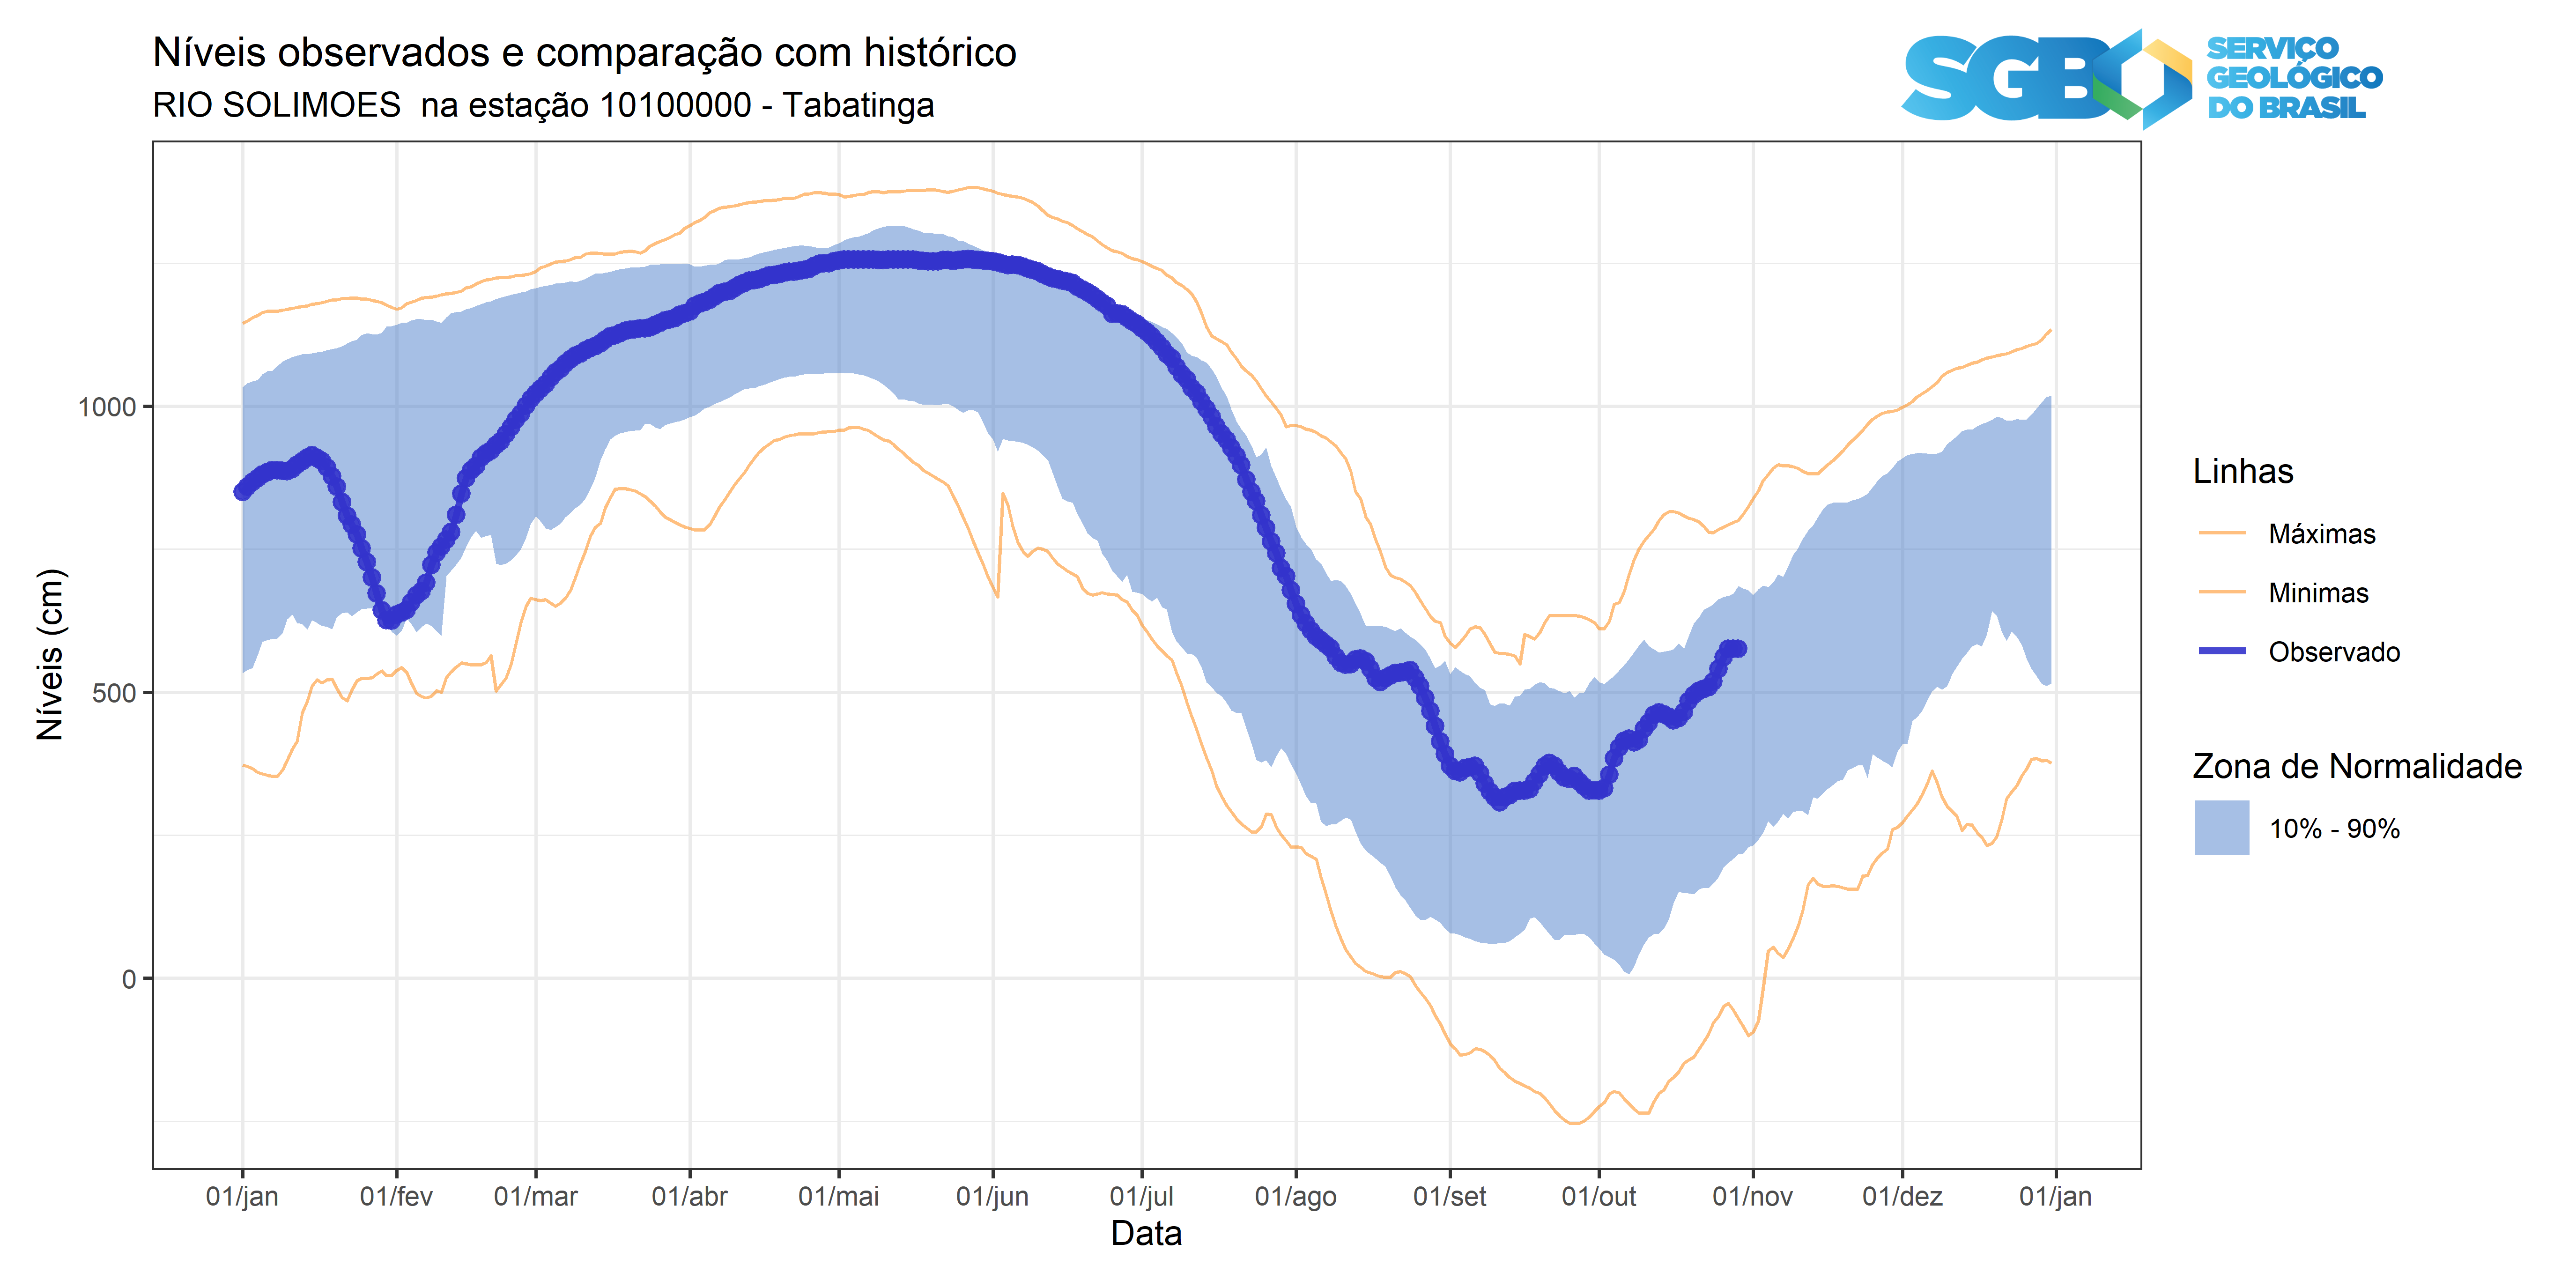 Níveis observados e comparação com histórico
RIO SOLIMOES  na estação 10100000 - Tabatinga
SGB
SERVIÇO
GEOLÓGICO
DO BRASIL
Níveis (cm)
1000
500
0
01/jan 01/fev 01/mar 01/abr 01/mai 01/jun 01/jul 01/ago 01/set 01/out 01/nov 01/dez 01/jan
Data
Linhas
Máximas
Minimas
Observado
Zona de Normalidade
10% - 90%